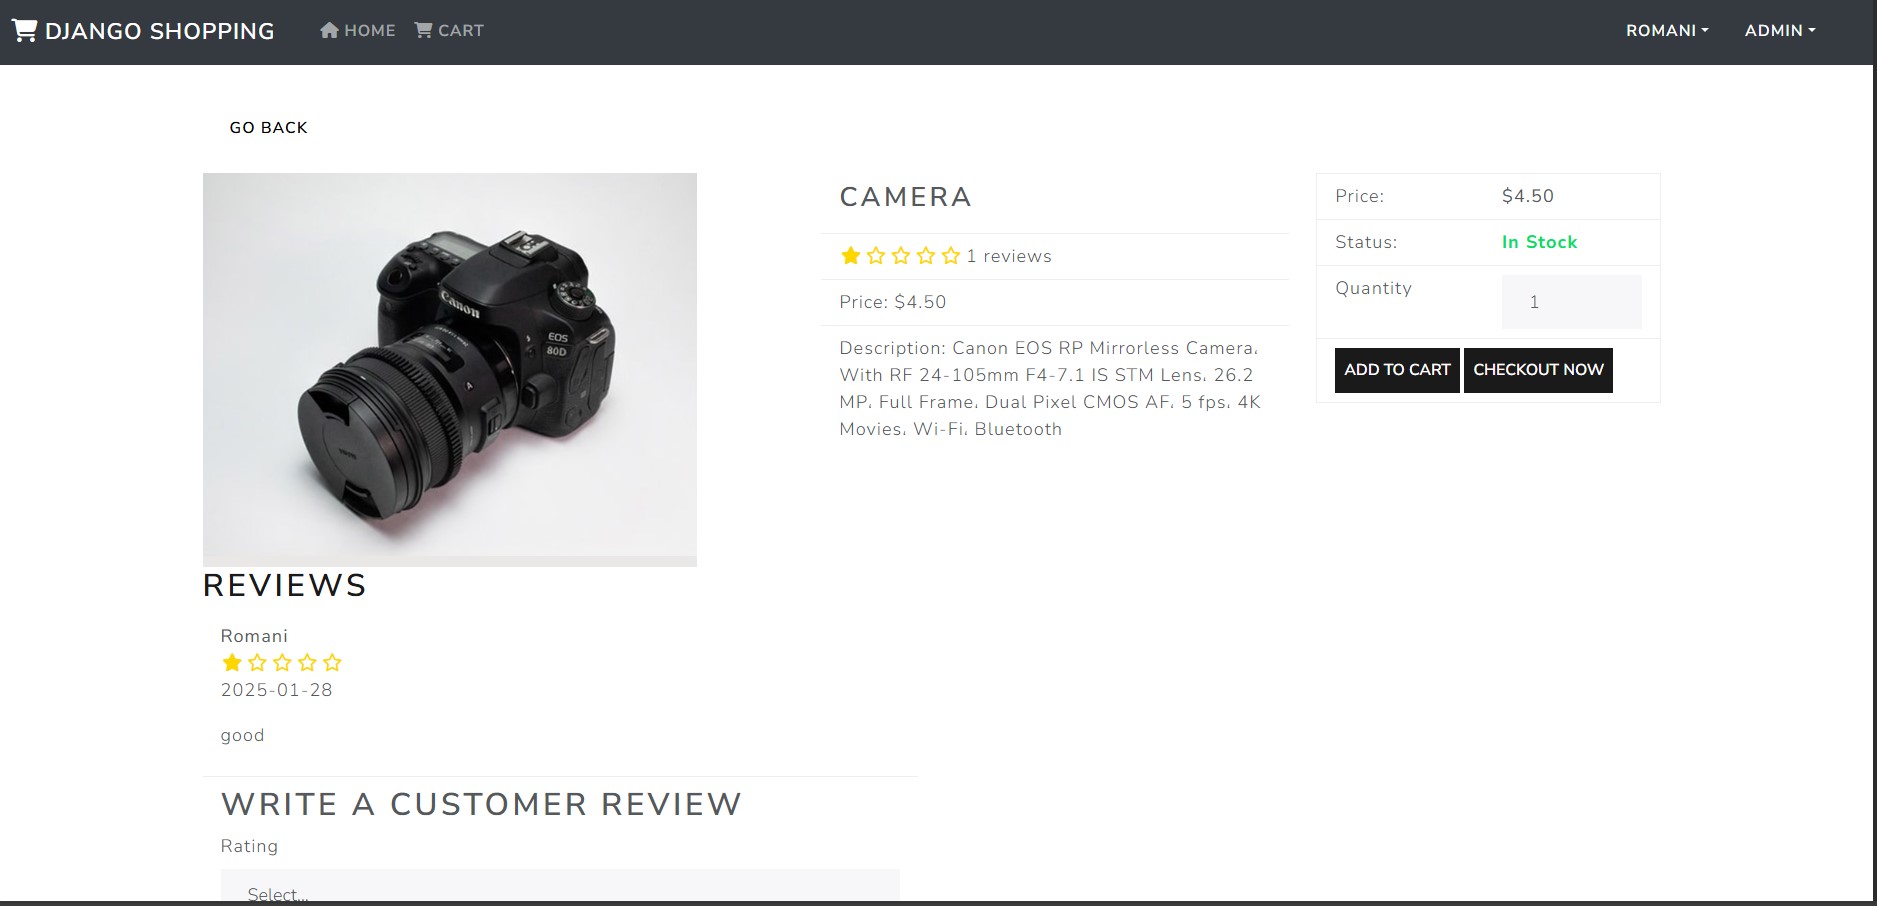 DJANGO SHOPPING HOME CART ROMANI ADMIN
GO BACK
Canon
EOS
80D
A
CAMERA
1 reviews
Price: $4.50
Description: Canon EOS RP Mirrorless Camera،
With RF 24-105mm F4-7.1 IS STM Lens، 26.2
MP، Full Frame، Dual Pixel CMOS AF، 5 fps، 4K
Movies، Wi-Fi، Bluetooth
Price: $4.50
Status: In Stock
Quantity 1
ADD TO CART CHECKOUT NOW
REVIEWS
Romani
2025-01-28
good
WRITE A CUSTOMER REVIEW
Rating
Select...